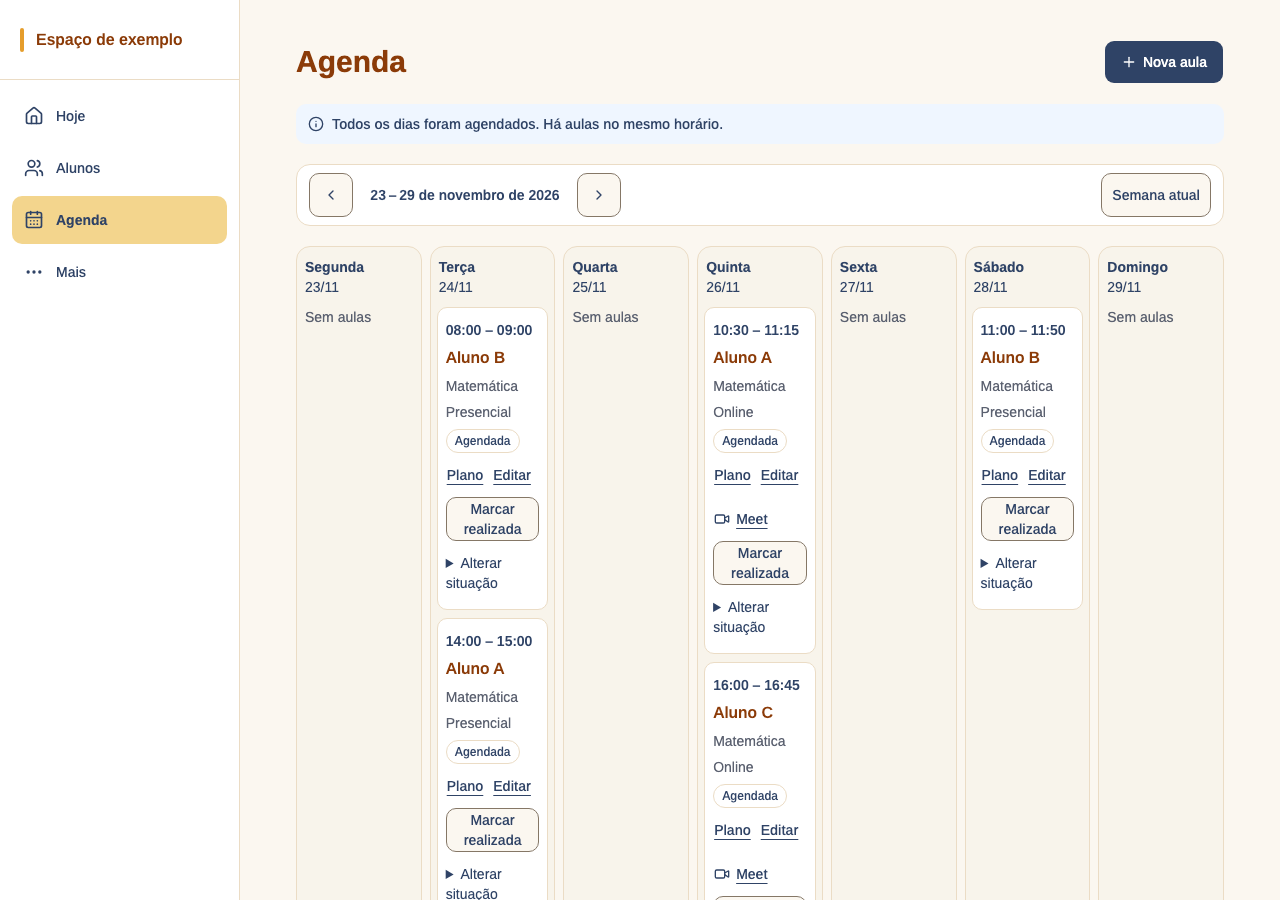 Espaço de exemplo
Hoje
Alunos
Agenda
Mais
Agenda
Nova aula
Todos os dias foram agendados. Há aulas no mesmo horário.
23 – 29 de novembro de 2026
Semana atual
Segunda
23/11
Sem aulas
Terça
24/11
08:00 – 09:00
Aluno B
Matemática
Presencial
Agendada
Plano Editar
Marcar
realizada
Alterar
situação
14:00 – 15:00
Aluno A
Matemática
Presencial
Agendada
Plano Editar
Marcar
realizada
Alterar
situação
Quarta
25/11
Sem aulas
Quinta
26/11
10:30 – 11:15
Aluno A
Matemática
Online
Agendada
Plano Editar
Meet
Marcar
realizada
Alterar
situação
16:00 – 16:45
Aluno C
Matemática
Online
Agendada
Plano Editar
Meet
Sexta
27/11
Sem aulas
Sábado
28/11
11:00 – 11:50
Aluno B
Matemática
Presencial
Agendada
Plano Editar
Marcar
realizada
Alterar
situação
Domingo
29/11
Sem aulas